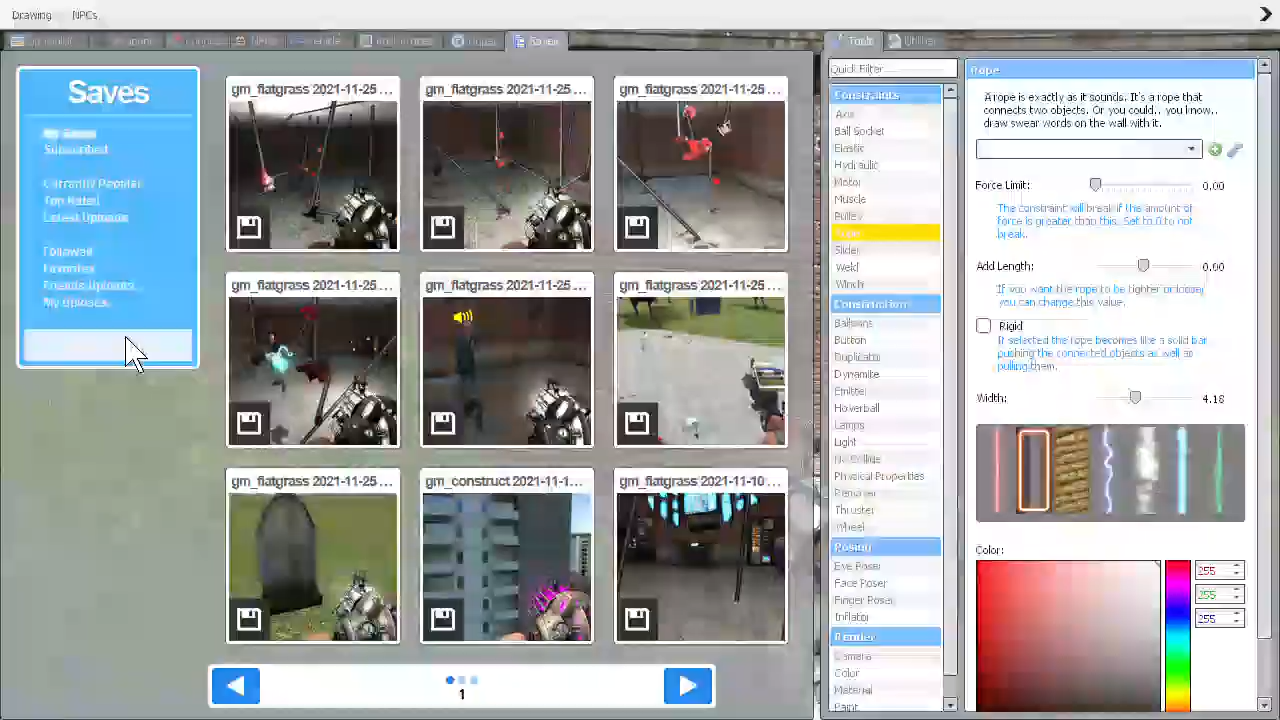 Drawing
NPCs
Saves
Tools
Utilities
Saves
My Saves
Subscribed
Currently Popular
Top Rated
Latest Uploads
Followed
Favorites
Friends Uploads
My Uploads
gm_flatgrass 2021-11-25 ...
gm_flatgrass 2021-11-25 ...
gm_flatgrass 2021-11-25 ...
gm_flatgrass 2021-11-25 ...
gm_flatgrass 2021-11-25 ...
gm_flatgrass 2021-11-25 ...
gm_flatgrass 2021-11-25 ...
gm_construct 2021-11-1...
gm_flatgrass 2021-11-10 ...
1
Quick Filter...
Constraints
Axis
Ball Socket
Elastic
Hydraulic
Motor
Muscle
Pulley
Rope
Slider
Weld
Winch
Construction
Balloons
Button
Duplicator
Dynamite
Emitter
Hoverball
Lamps
Light
No Collide
Physical Properties
Remover
Thruster
Wheel
Posing
Eye Poser
Face Poser
Finger Poser
Inflator
Render
Camera
Color
Material
Paint
Rope
A rope is exactly as it sounds. It's a rope that
connects two objects. Or you could.. you know..
draw swear words on the wall with it.
Force Limit:
0.00
The constraint will break if the amount of
force is greater than this. Set to 0 to not
break.
Add Length:
0.00
If you want the rope to be tighter or looser
you can change this value.
Rigid
If selected the rope becomes like a solid bar
pushing the connected objects as well as
pulling them.
Width:
4.18
Color:
255
255
255